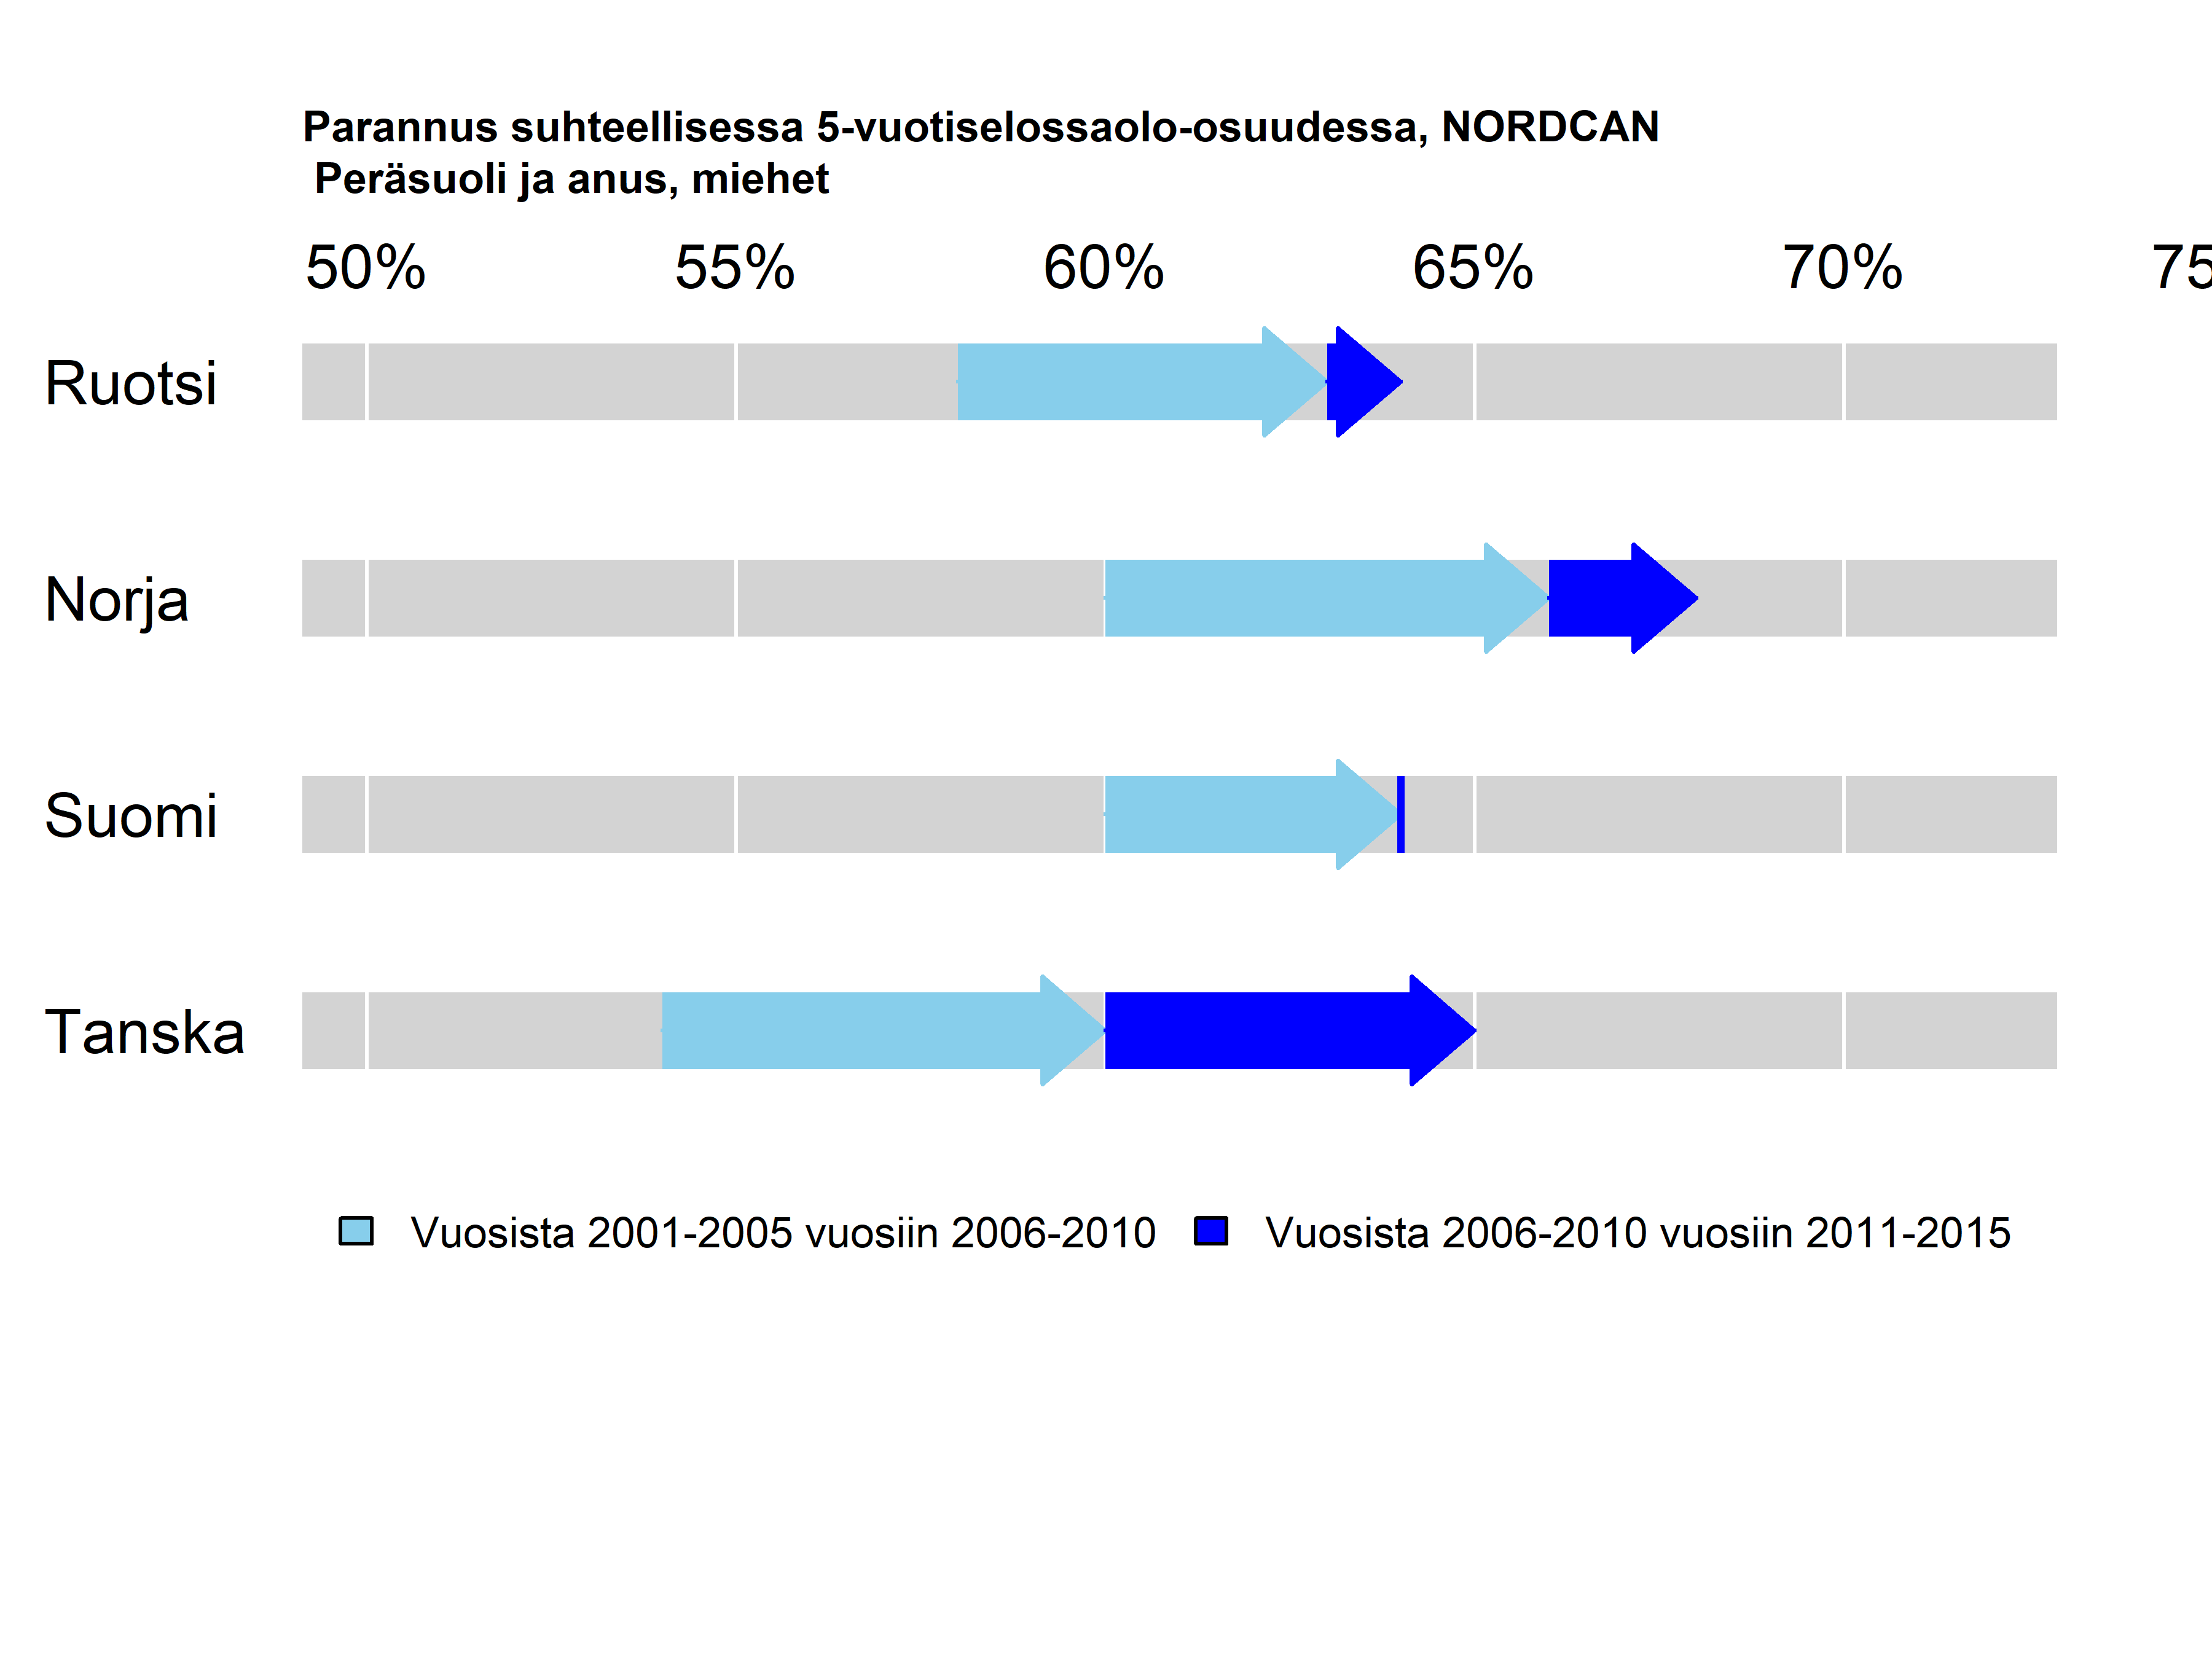 Parannus suhteellisessa 5-vuotiselossaolo-osuudessa, NORDCAN
Peräsuoli ja anus, miehet
50% 55% 60% 65% 70% 75
Ruotsi
Norja
Suomi
Tanska
Vuosista 2001-2005 vuosiin 2006-2010 Vuosista 2006-2010 vuosiin 2011-2015